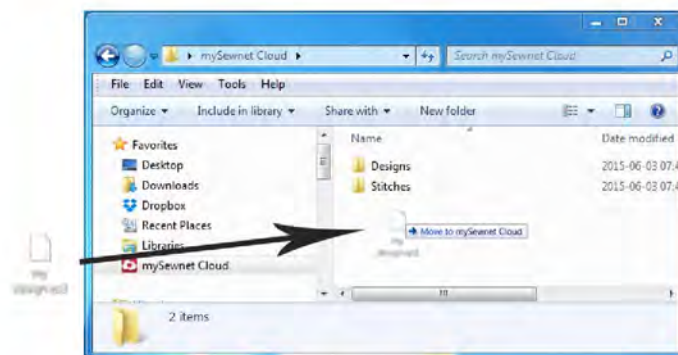 mySewnet Cloud
Search mySewnet Cloud
File Edit View Tools Help
Organize Include in library Share with New folder
Name Date modified
Favorites
Desktop
Downloads
Dropbox
Recent Places
Libraries
mySewnet Cloud
Designs 2015-06-03 07:4
Stitches 2015-06-03 07:4
Move to mySewnet Cloud
my
my
2 items